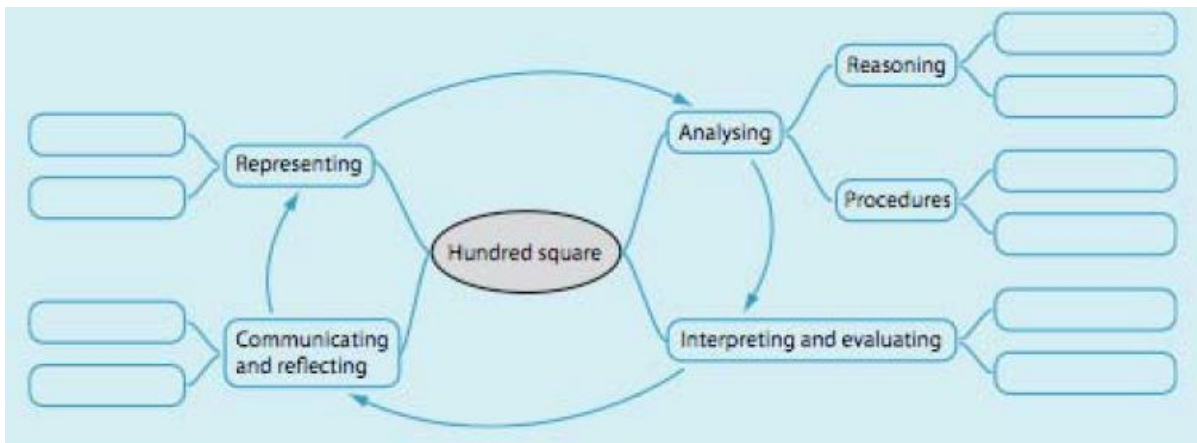 Reasoning
Analysing
Representing
Procedures
Hundred square
Communicating
and reflecting
Interpreting and evaluating